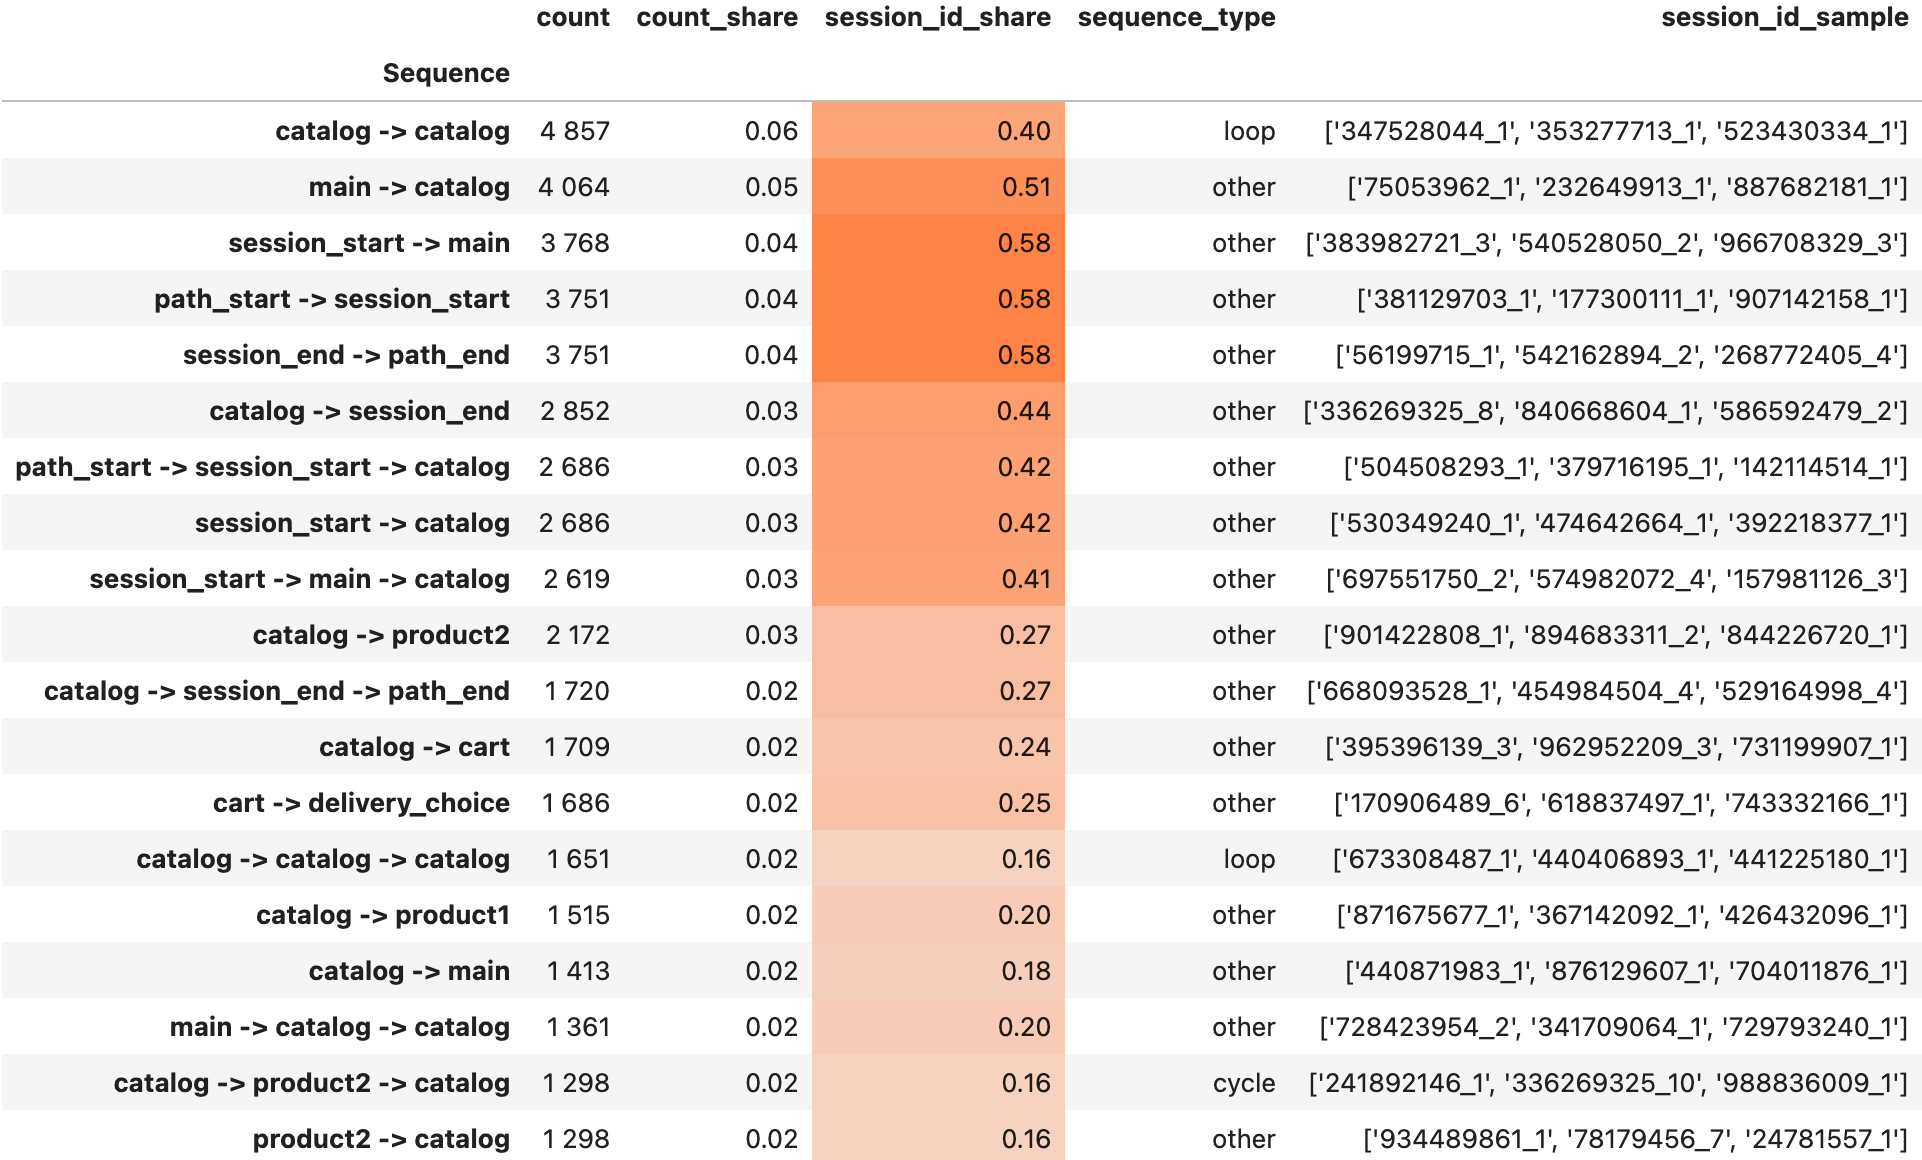 count count_share session_id_share sequence_type session_id_sample
Sequence
catalog -> catalog 4 857 0.06 0.40 loop ['347528044_1', '353277713_1', '523430334_1']
main -> catalog 4 064 0.05 0.51 other ['75053962_1', '232649913_1', '887682181_1']
session_start -> main 3 768 0.04 0.58 other ['383982721_3', '540528050_2', '966708329_3']
path_start -> session_start 3 751 0.04 0.58 other ['381129703_1', '177300111_1', '907142158_1']
session_end -> path_end 3 751 0.04 0.58 other ['56199715_1', '542162894_2', '268772405_4']
catalog -> session_end 2 852 0.03 0.44 other ['336269325_8', '840668604_1', '586592479_2']
path_start -> session_start -> catalog 2 686 0.03 0.42 other ['504508293_1', '379716195_1', '142114514_1']
session_start -> catalog 2 686 0.03 0.42 other ['530349240_1', '474642664_1', '392218377_1']
session_start -> main -> catalog 2 619 0.03 0.41 other ['697551750_2', '574982072_4', '157981126_3']
catalog -> product2 2 172 0.03 0.27 other ['901422808_1', '894683311_2', '844226720_1']
catalog -> session_end -> path_end 1 720 0.02 0.27 other ['668093528_1', '454984504_4', '529164998_4']
catalog -> cart 1 709 0.02 0.24 other ['395396139_3', '962952209_3', '731199907_1']
cart -> delivery_choice 1 686 0.02 0.25 other ['170906489_6', '618837497_1', '743332166_1']
catalog -> catalog -> catalog 1 651 0.02 0.16 loop ['673308487_1', '440406893_1', '441225180_1']
catalog -> product1 1 515 0.02 0.20 other ['871675677_1', '367142092_1', '426432096_1']
catalog -> main 1 413 0.02 0.18 other ['440871983_1', '876129607_1', '704011876_1']
main -> catalog -> catalog 1 361 0.02 0.20 other ['728423954_2', '341709064_1', '729793240_1']
catalog -> product2 -> catalog 1 298 0.02 0.16 cycle ['241892146_1', '336269325_10', '988836009_1']
product2 -> catalog 1 298 0.02 0.16 other ['934489861_1', '78179456_7', '24781557_1']